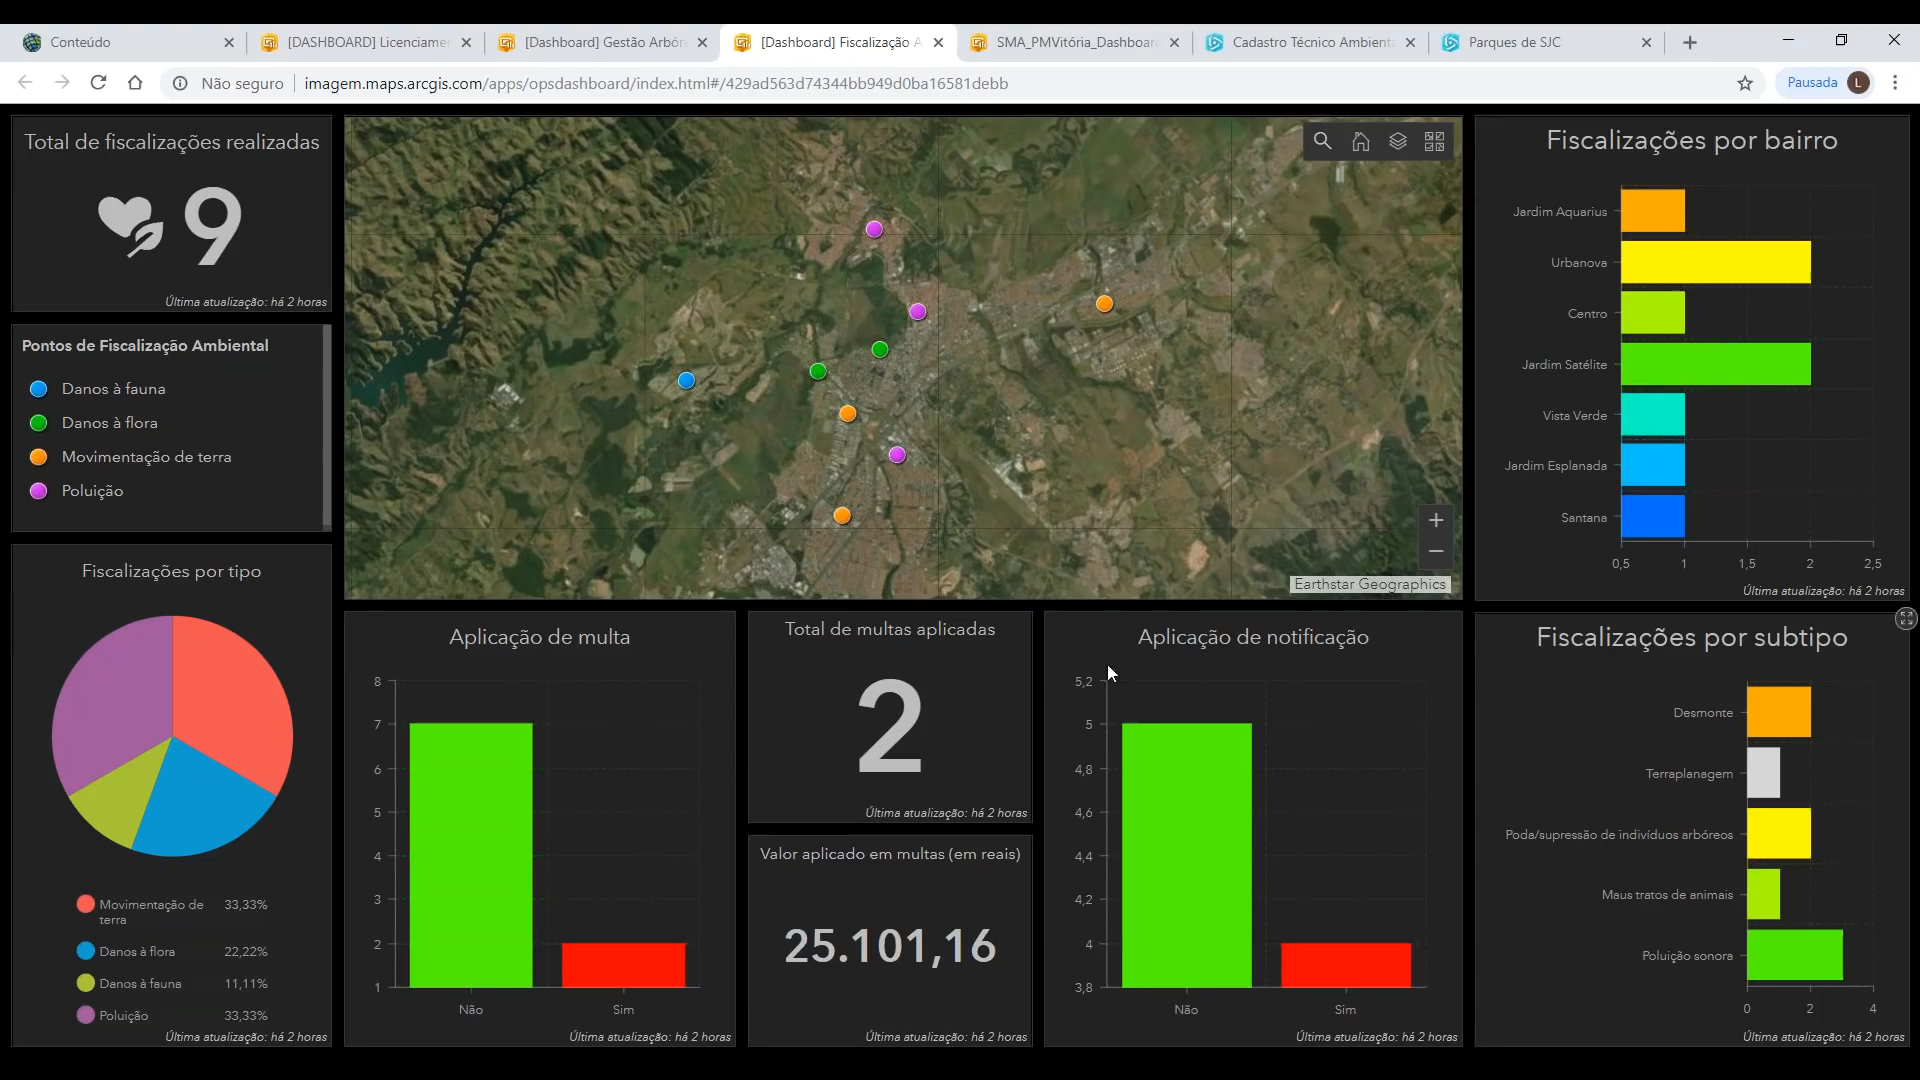 Conteúdo
[DASHBOARD] Licenciamen
[Dashboard] Gestão Arbór
[Dashboard] Fiscalização A
SMA_PMVitória_Dashboard
Cadastro Técnico Ambienta
Parques de SJC
Não seguro
imagem.maps.arcgis.com/apps/opsdashboard/index.html#/429ad563d74344bb949d0ba16581debb
Pausada
L
Total de fiscalizações realizadas
9
Última atualização: há 2 horas
Pontos de Fiscalização Ambiental
Danos à fauna
Danos à flora
Movimentação de terra
Poluição
Fiscalizações por tipo
Movimentação de
terra
33,33%
Danos à flora 22,22%
Danos à fauna 11,11%
Poluição 33,33%
Última atualização: há 2 horas
+
−
Earthstar Geographics
Aplicação de multa
8
7
6
5
4
3
2
1
Não Sim
Última atualização: há 2 horas
Total de multas aplicadas
2
Última atualização: há 2 horas
Valor aplicado em multas (em reais)
25.101,16
Última atualização: há 2 horas
Aplicação de notificação
5,2
5
4,8
4,6
4,4
4,2
4
3,8
Não Sim
Última atualização: há 2 horas
Fiscalizações por bairro
Jardim Aquarius
Urbanova
Centro
Jardim Satélite
Vista Verde
Jardim Esplanada
Santana
0,5 1 1,5 2 2,5
Última atualização: há 2 horas
Fiscalizações por subtipo
Desmonte
Terraplanagem
Poda/supressão de indivíduos arbóreos
Maus tratos de animais
Poluição sonora
0 2 4
Última atualização: há 2 horas